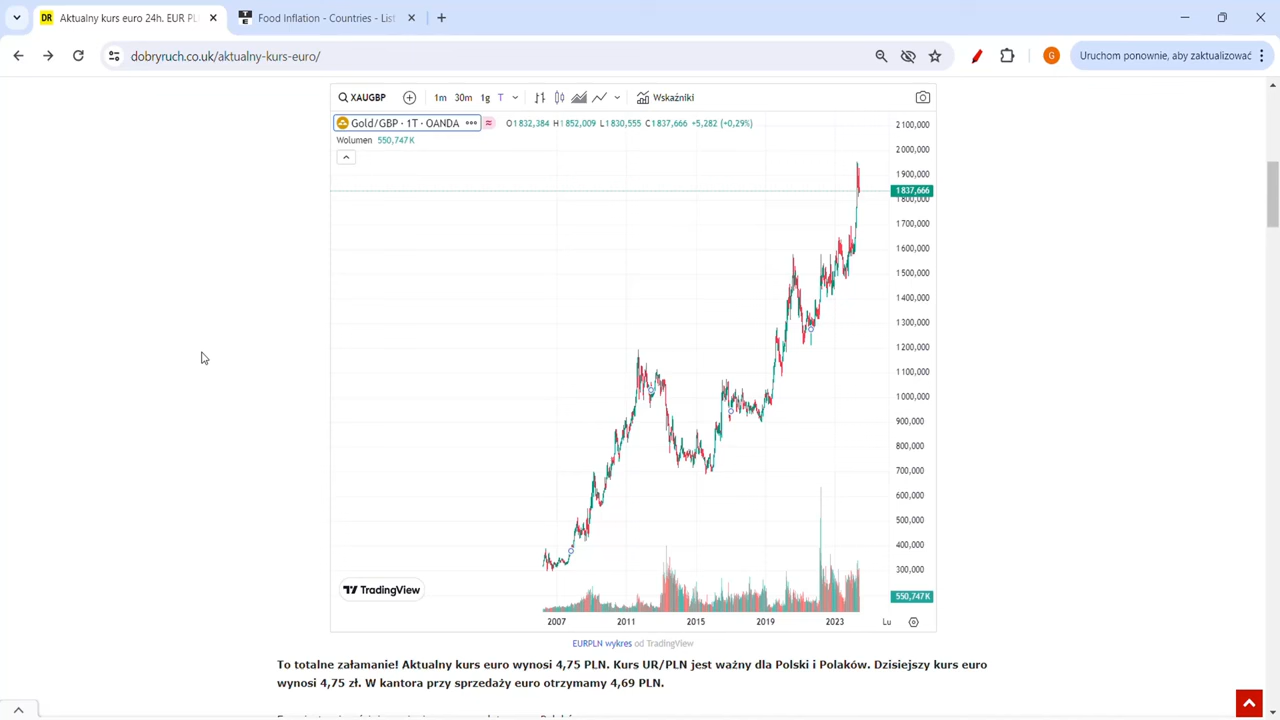 DR Aktualny kurs euro 24h. EUR PL
TE Food Inflation - Countries - List
dobryruch.co.uk/aktualny-kurs-euro/
G
Uruchom ponownie, aby zaktualizować
XAUGBP 1m 30m 1g T Wskaźniki
Gold/GBP · 1T · OANDA O1 832,384 H1 852,009 L1 830,555 C1 837,666 +5,282 (+0,29%)
Wolumen 550,747K
2 100,000
2 000,000
1 900,000
1 837,666
1800,000
1700,000
1 600,000
1 500,000
1 400,000
1 300,000
1 200,000
1 100,000
1 000,000
900,000
800,000
700,000
600,000
500,000
400,000
300,000
550,747K
TradingView
2007 2011 2015 2019 2023 Lu
EURPLN wykres od TradingView
To totalne załamanie! Aktualny kurs euro wynosi 4,75 PLN. Kurs UR/PLN jest ważny dla Polski i Polaków. Dzisiejszy kurs euro
wynosi 4,75 zł. W kantora przy sprzedaży euro otrzymamy 4,69 PLN.